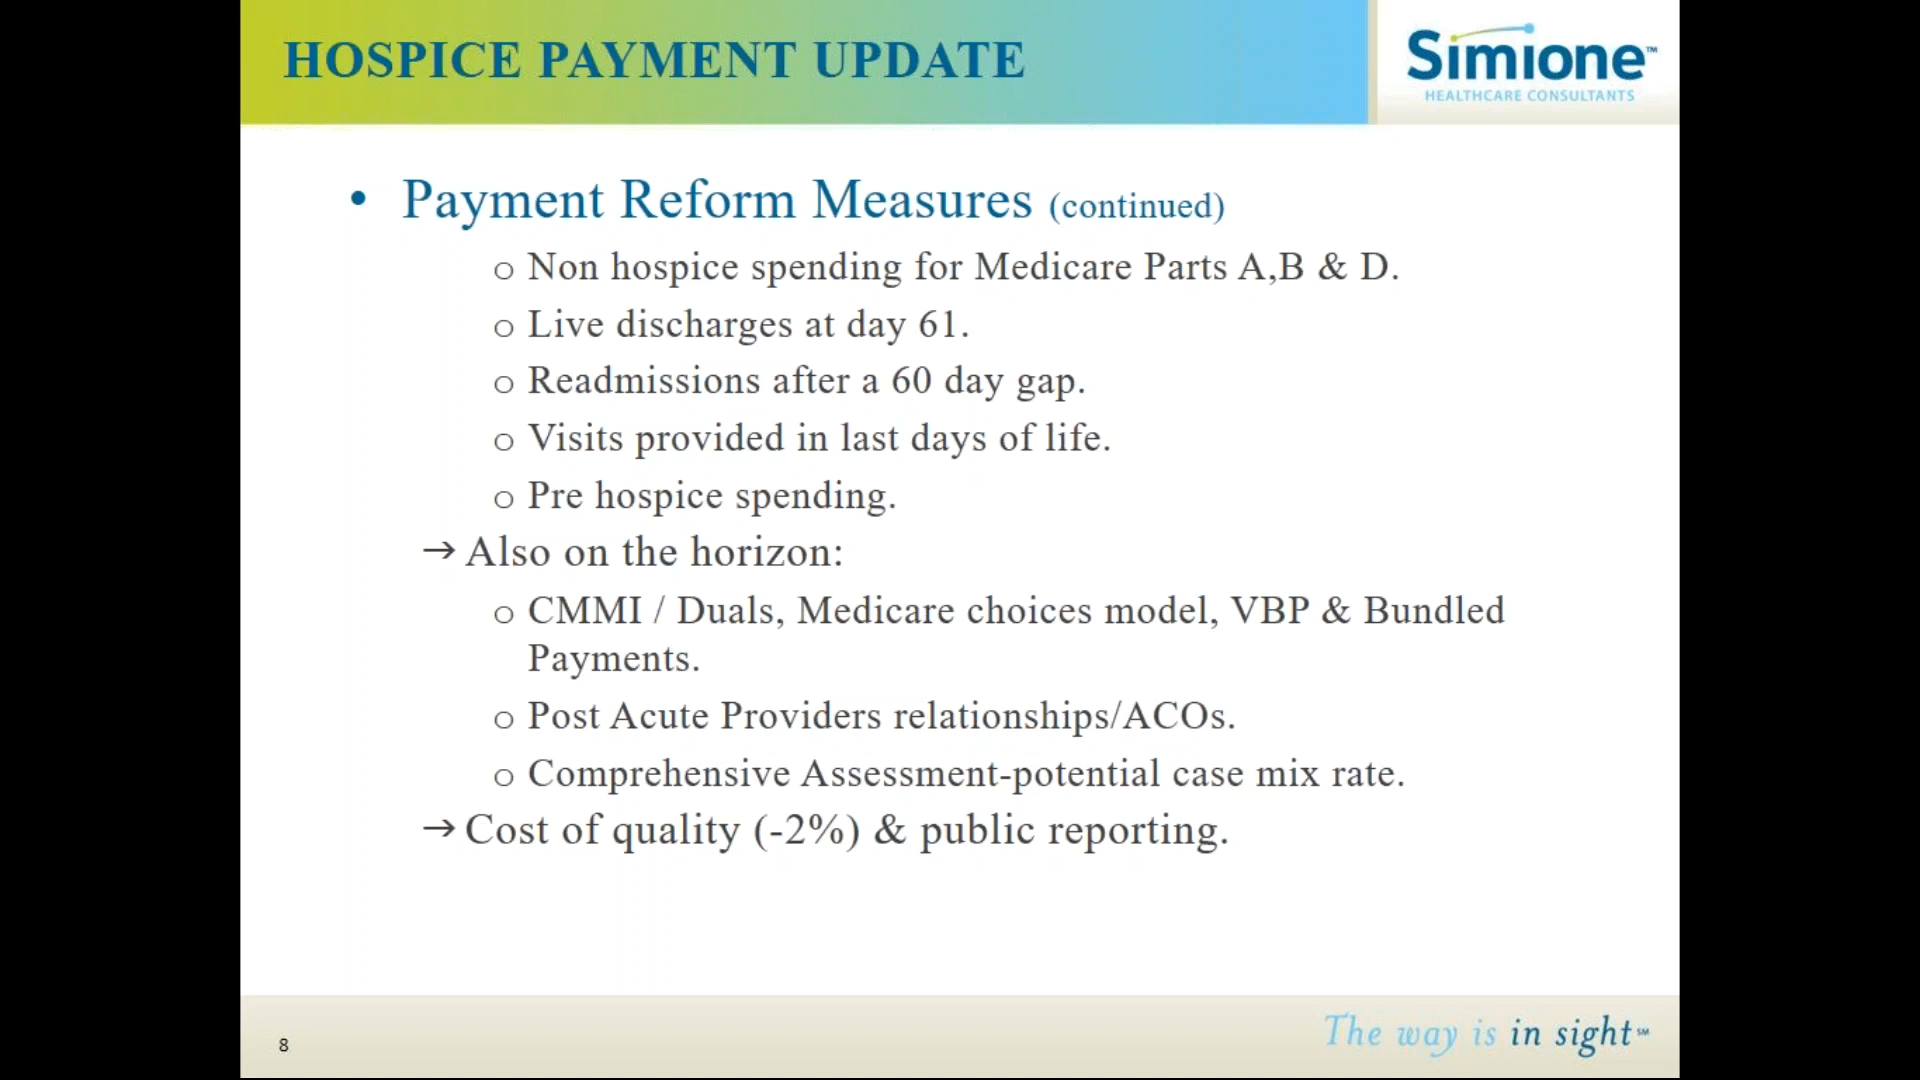 HOSPICE PAYMENT UPDATE
Simione™
HEALTHCARE CONSULTANTS
• Payment Reform Measures (continued)
o Non hospice spending for Medicare Parts A,B & D.
o Live discharges at day 61.
o Readmissions after a 60 day gap.
o Visits provided in last days of life.
o Pre hospice spending.
→ Also on the horizon:
o CMMI / Duals, Medicare choices model, VBP & Bundled
Payments.
o Post Acute Providers relationships/ACOs.
o Comprehensive Assessment-potential case mix rate.
→ Cost of quality (-2%) & public reporting.
The way is in sight℠
8